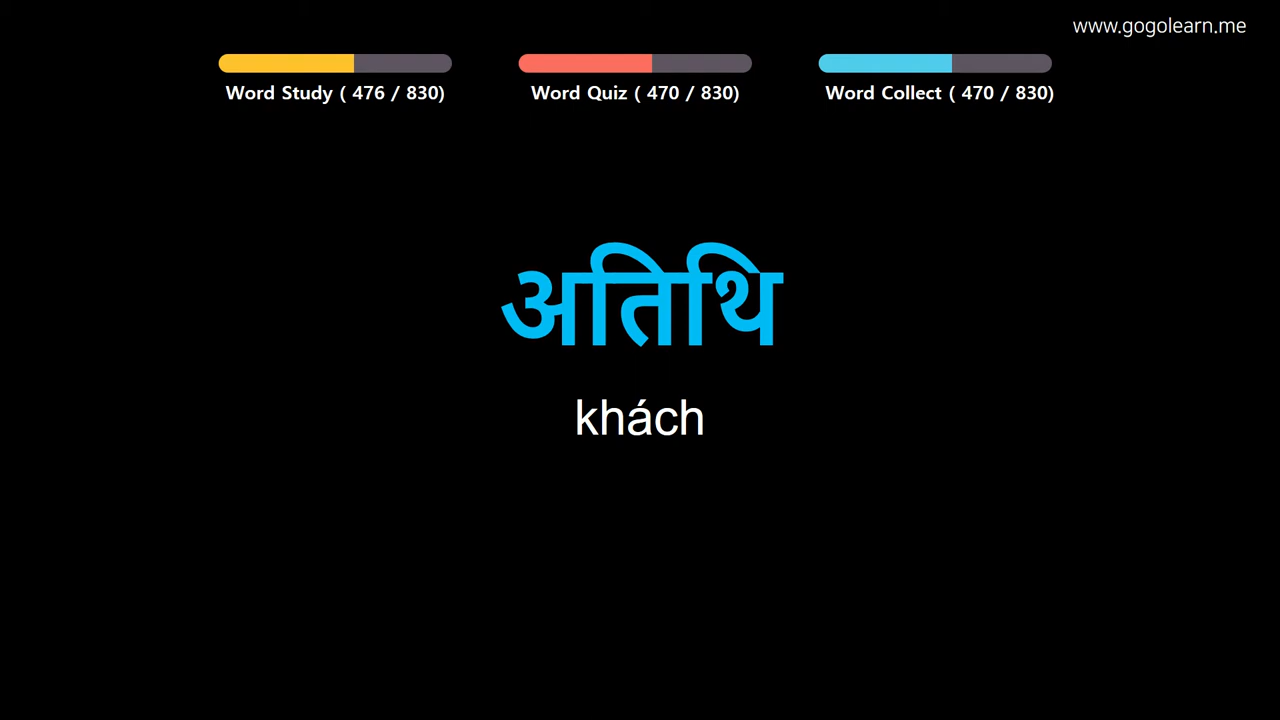 www.gogolearn.me
Word Study ( 476 / 830)
Word Quiz ( 470 / 830)
Word Collect ( 470 / 830)
अतिथि
khách